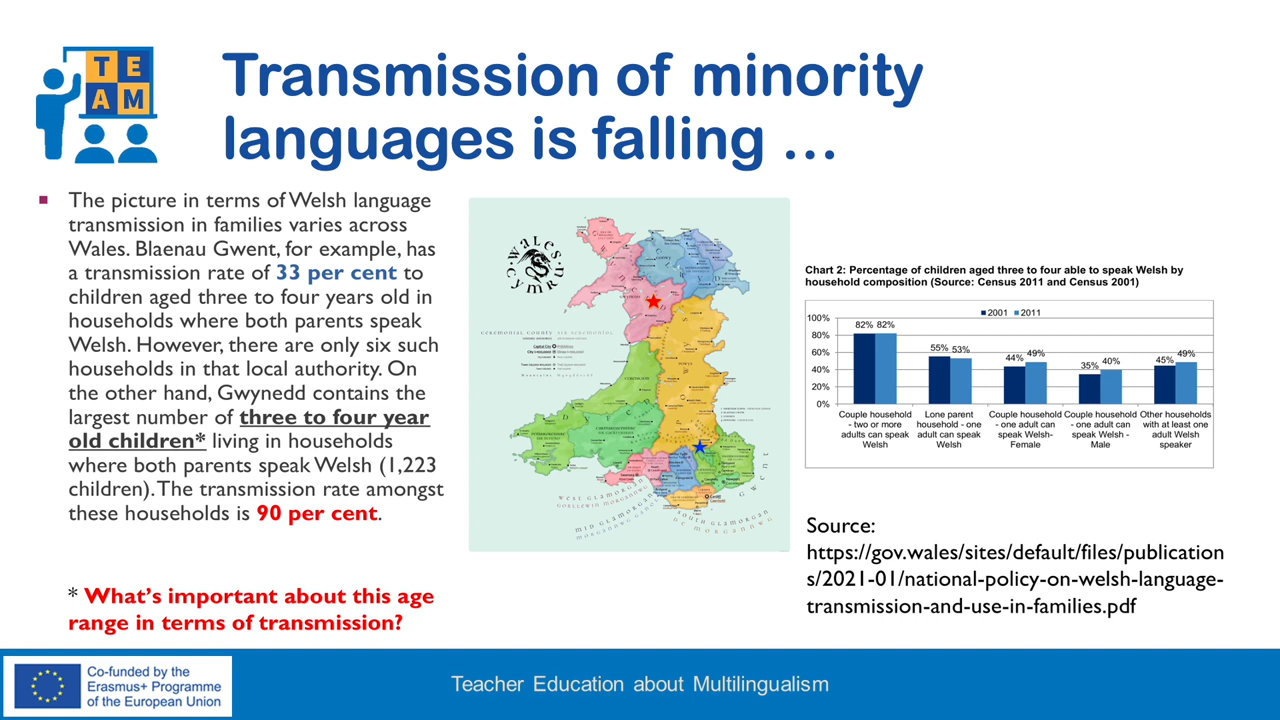 T E
A M
Transmission of minority
languages is falling …
The picture in terms of Welsh language
transmission in families varies across
Wales. Blaenau Gwent, for example, has
a transmission rate of 33 per cent to
children aged three to four years old in
households where both parents speak
Welsh. However, there are only six such
households in that local authority. On
the other hand, Gwynedd contains the
largest number of three to four year
old children* living in households
where both parents speak Welsh (1,223
children). The transmission rate amongst
these households is 90 per cent.
* What's important about this age
range in terms of transmission?
Wales
Cymru
WEST GLAMORGAN
MID GLAMORGAN
SOUTH GLAMORGAN
Chart 2: Percentage of children aged three to four able to speak Welsh by
household composition (Source: Census 2011 and Census 2001)
2001 2011
100%
80%
60%
40%
20%
0%
82% 82%
55% 53%
44% 49%
35% 40%
45% 49%
Couple household
- two or more
adults can speak
Welsh
Lone parent
household - one
adult can speak
Welsh
Couple household
- one adult can
speak Welsh-
Female
Couple household
- one adult can
speak Welsh -
Male
Other households
with at least one
adult Welsh
speaker
Source:
https://gov.wales/sites/default/files/publication
s/2021-01/national-policy-on-welsh-language-
transmission-and-use-in-families.pdf
Co-funded by the
Erasmus+ Programme
of the European Union
Teacher Education about Multilingualism